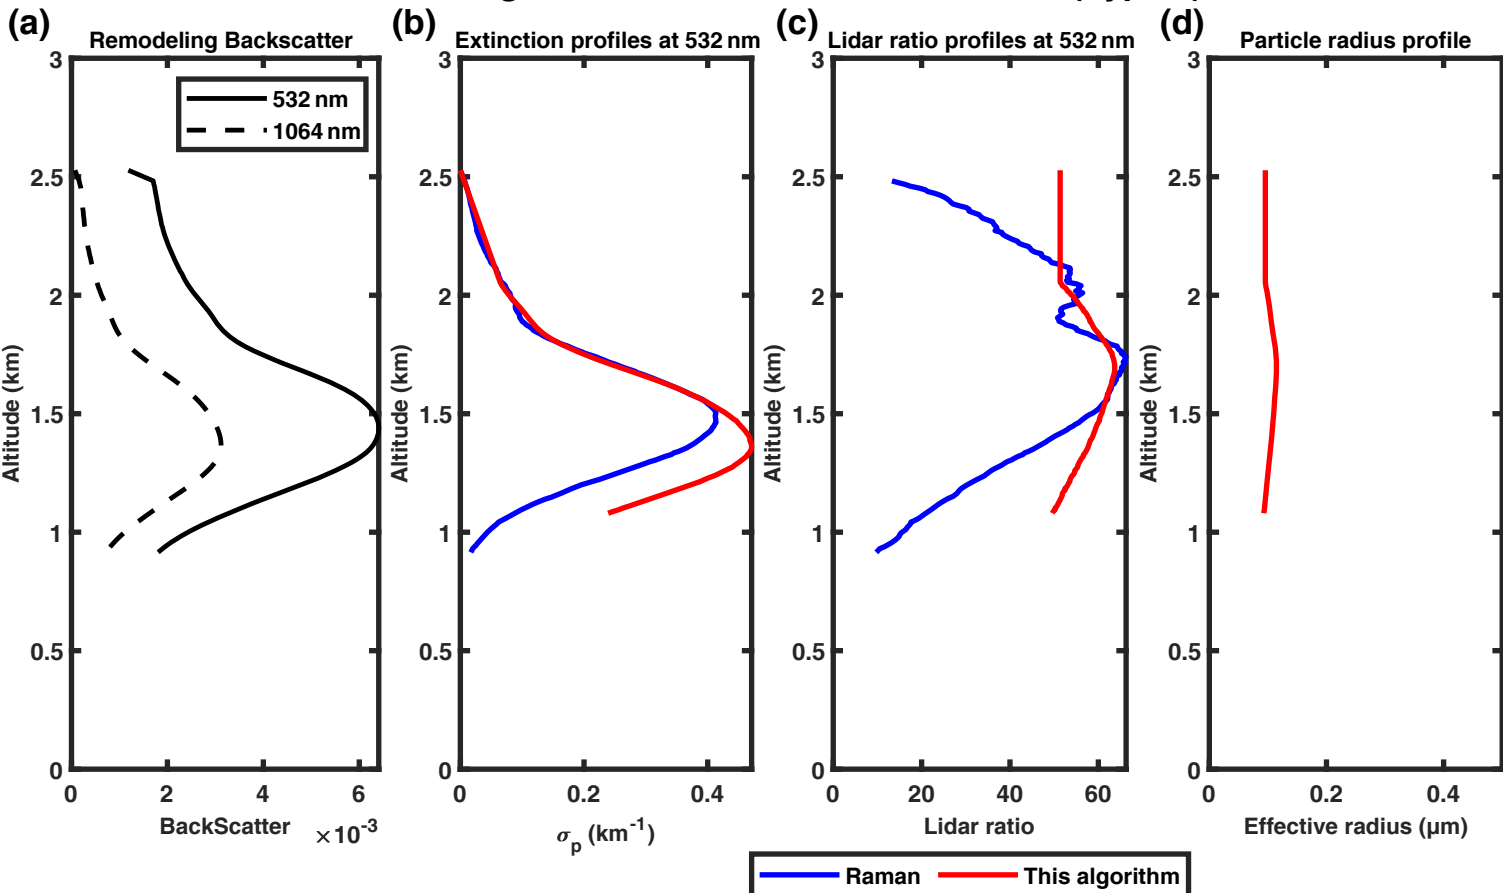 (a)
Remodeling Backscatter
532 nm
1064 nm
3
2.5
2
1.5
1
0.5
0
Altitude (km)
0 2 4 6
BackScatter ×10-3
(b)
Extinction profiles at 532 nm
3
2.5
2
1.5
1
0.5
0
Altitude (km)
0 0.2 0.4
σp (km-1)
(c)
Lidar ratio profiles at 532 nm
3
2.5
2
1.5
1
0.5
0
Altitude (km)
0 20 40 60
Lidar ratio
(d)
Particle radius profile
3
2.5
2
1.5
1
0.5
0
Altitude (km)
0 0.2 0.4
Effective radius (μm)
Raman This algorithm